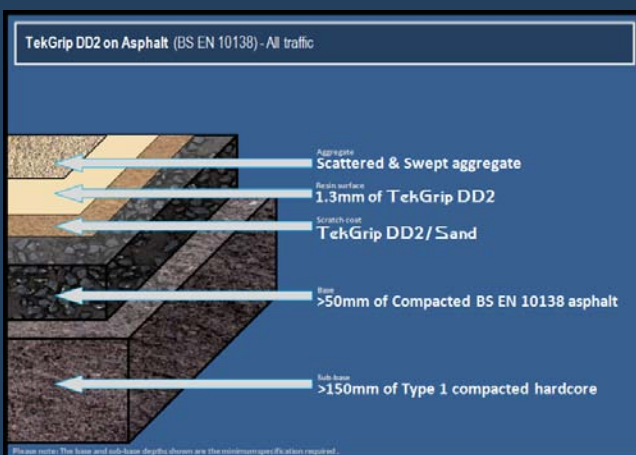 TekGrip DD2 on Asphalt (BS EN 10138) - All traffic
Aggregate
Scattered & Swept aggregate
Resin surface
1.3mm of TekGrip DD2
Scratch coat
TekGrip DD2/Sand
Base
>50mm of Compacted BS EN 10138 asphalt
Sub-base
>150mm of Type 1 compacted hardcore
Please note: The base and sub-base depths shown are the minimum specification required .